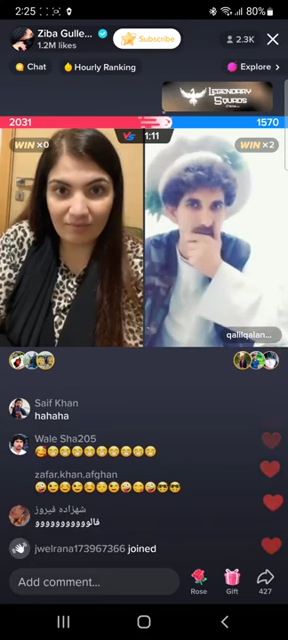 2:25
80%
Ziba Gulle...
1.2M likes
Subscribe
2.3K
Chat
Hourly Ranking
Explore >
LEGENDARY
SQUADS
2031
1570
WIN ×0
VS 1:11
WIN ×2
qalilqalan...
Saif Khan
hahaha
Wale Sha205
zafar.khan.afghan
شهزاده فیروز
فالووووووووووو
jwelrana173967366 joined
Add comment...
Rose
Gift
427